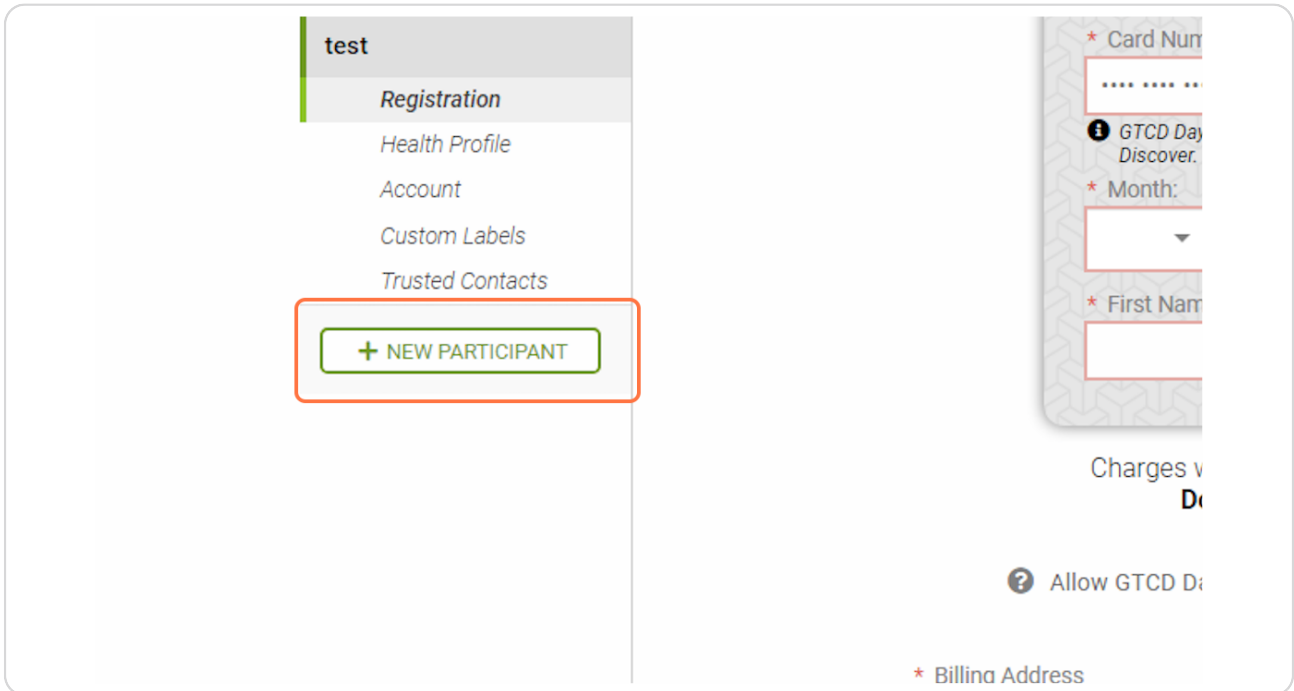 test
Registration
Health Profile
Account
Custom Labels
Trusted Contacts
+ NEW PARTICIPANT
* Card Num
•••• •••• ••
GTCD Day
Discover.
* Month:
* First Nam
Charges
Allow GTCD Da
* Billing Address